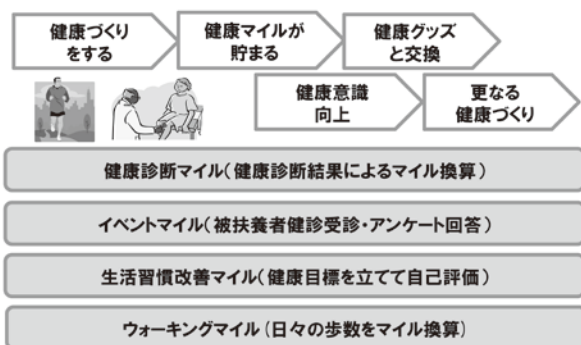 健康づくり
をする
健康マイルが
貯まる
健康グッズ
と交換
健康意識
向上
更なる
健康づくり
健康診断マイル(健康診断結果によるマイル換算)
イベントマイル(被扶養者健診受診・アンケート回答)
生活習慣改善マイル(健康目標を立てて自己評価)
ウォーキングマイル(日々の歩数をマイル換算)